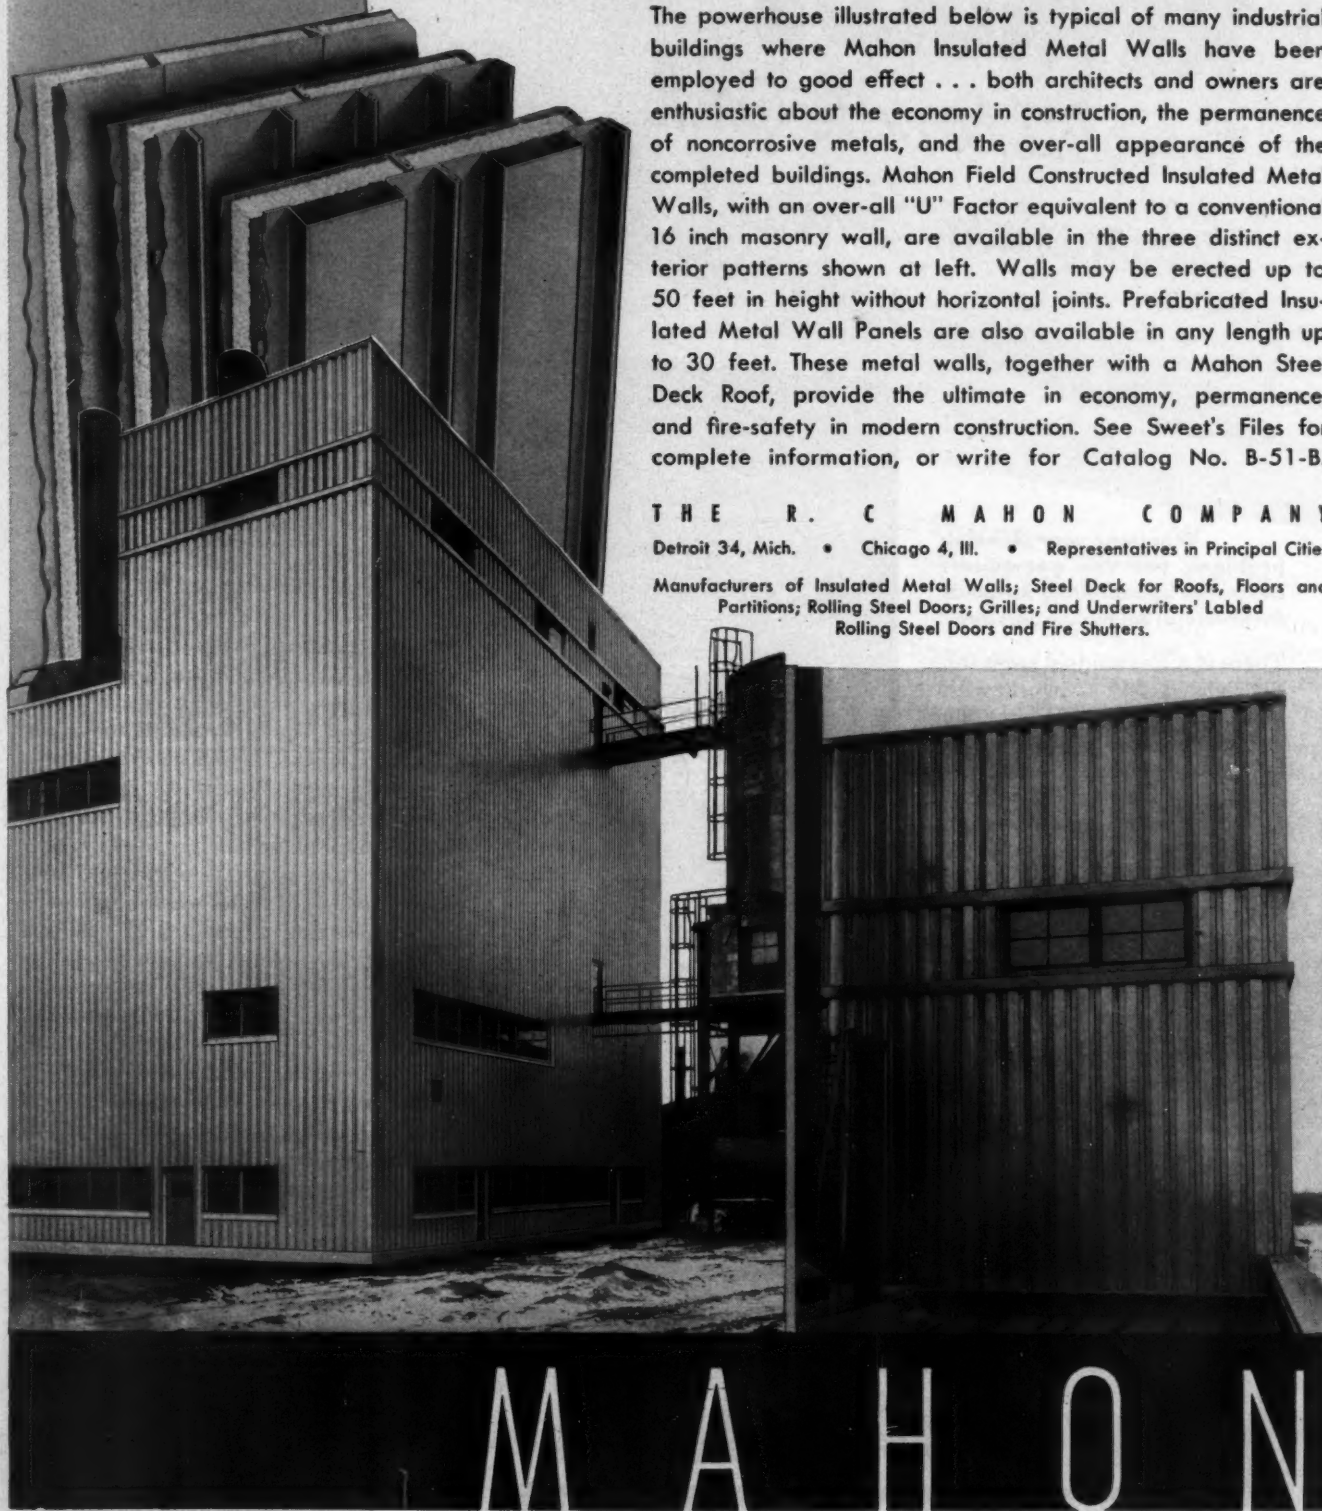 The powerhouse illustrated below is typical of many industrial
buildings where Mahon Insulated Metal Walls have been
employed to good effect . . . both architects and owners are
enthusiastic about the economy in construction, the permanence
of noncorrosive metals, and the over-all appearance of the
completed buildings. Mahon Field Constructed Insulated Meta
Walls, with an over-all "U" Factor equivalent to a conventiona
16 inch masonry wall, are available in the three distinct ex-
terior patterns shown at left. Walls may be erected up to
50 feet in height without horizontal joints. Prefabricated Insu-
lated Metal Wall Panels are also available in any length up
to 30 feet. These metal walls, together with a Mahon Stee
Deck Roof, provide the ultimate in economy, permanence,
and fire-safety in modern construction. See Sweet's Files for
complete information, or write for Catalog No. B-51-B.
THE R. C MAHON COMPANY
Detroit 34, Mich. • Chicago 4, Ill. • Representatives in Principal Citie
Manufacturers of Insulated Metal Walls; Steel Deck for Roofs, Floors and
Partitions; Rolling Steel Doors; Grilles; and Underwriters' Labled
Rolling Steel Doors and Fire Shutters.
MAHON